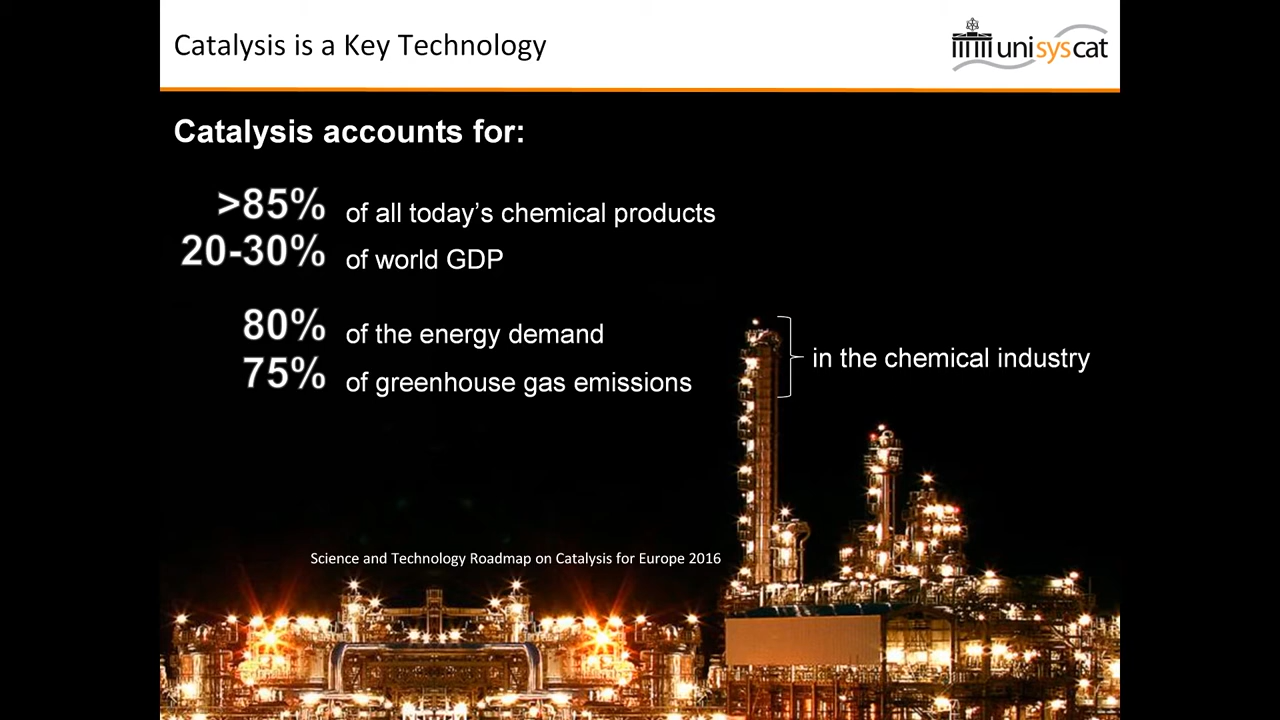 Catalysis is a Key Technology
unisyscat
Catalysis accounts for:
>85% of all today’s chemical products
20-30% of world GDP
80% of the energy demand
75% of greenhouse gas emissions
in the chemical industry
Science and Technology Roadmap on Catalysis for Europe 2016